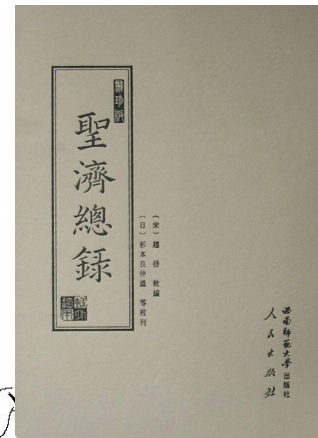 聖濟總錄
（宋）趙佶敕編
〔日〕杉本良仲溫 等校刊
西南師範大學出版社
人民出版社